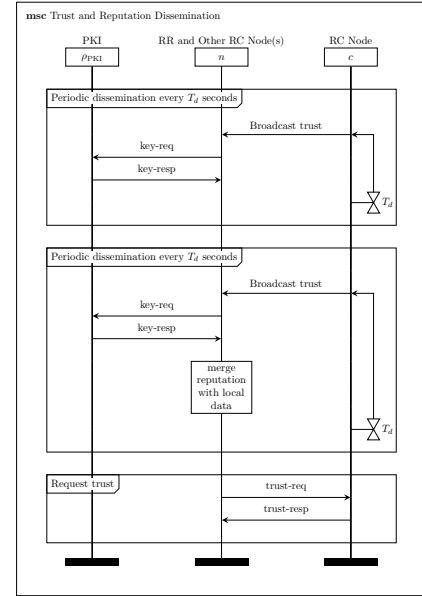 msc Trust and Reputation Dissemination
PKI
RR and Other RC Node(s)
RC Node
ρPKI
n
c
Periodic dissemination every Td seconds
Broadcast trust
key-req
key-resp
Td
Periodic dissemination every Td seconds
Broadcast trust
key-req
key-resp
merge
reputation
with local
data
Td
Request trust
trust-req
trust-resp